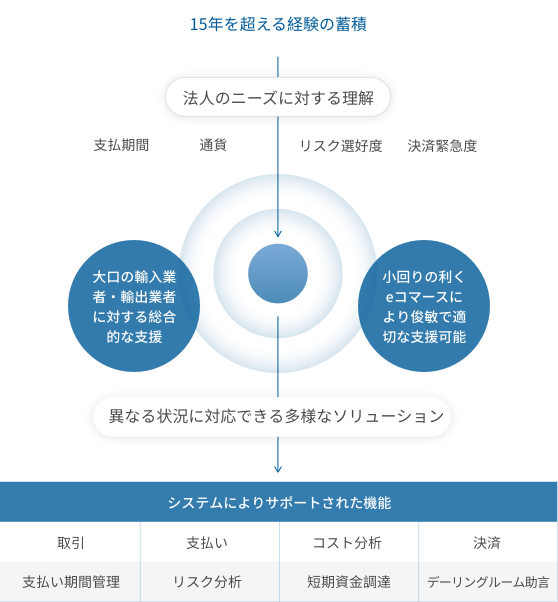 15年を超える経験の蓄積
法人のニーズに対する理解
支払期間
通貨
リスク選好度
決済緊急度
大口の輸入業
者・輸出業者
に対する総合
的な支援
小回りの利く
eコマースに
より俊敏で適
切な支援可能
異なる状況に対応できる多様なソリューション
システムによりサポートされた機能
取引
支払い
コスト分析
決済
支払い期間管理
リスク分析
短期資金調達
デーリングルーム助言